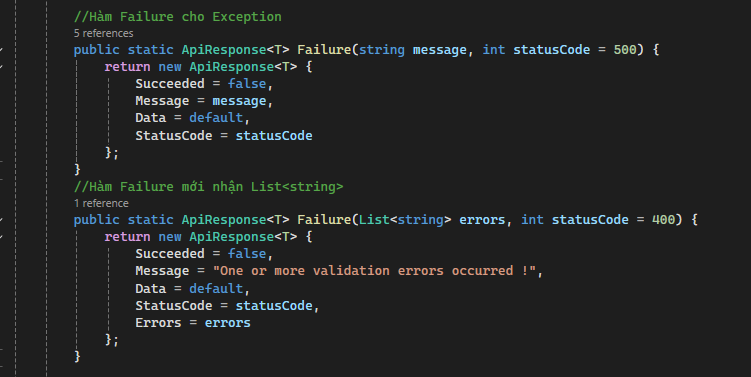 //Hàm Failure cho Exception
5 references
public static ApiResponse<T> Failure(string message, int statusCode = 500) {
return new ApiResponse<T> {
Succeeded = false,
Message = message,
Data = default,
StatusCode = statusCode
};
}
//Hàm Failure mới nhận List<string>
1 reference
public static ApiResponse<T> Failure(List<string> errors, int statusCode = 400) {
return new ApiResponse<T> {
Succeeded = false,
Message = "One or more validation errors occurred !",
Data = default,
StatusCode = statusCode,
Errors = errors
};
}